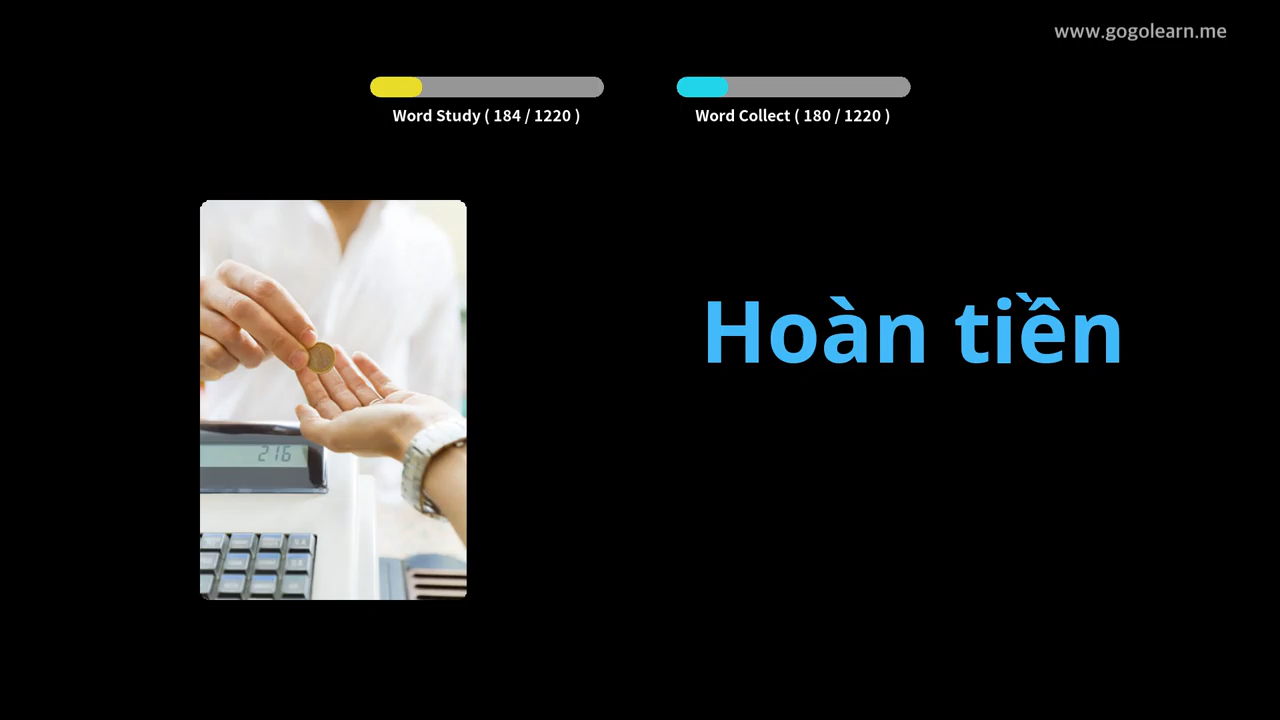 www.gogolearn.me
Word Study ( 184 / 1220 )
Word Collect ( 180 / 1220 )
Hoàn tiền
216